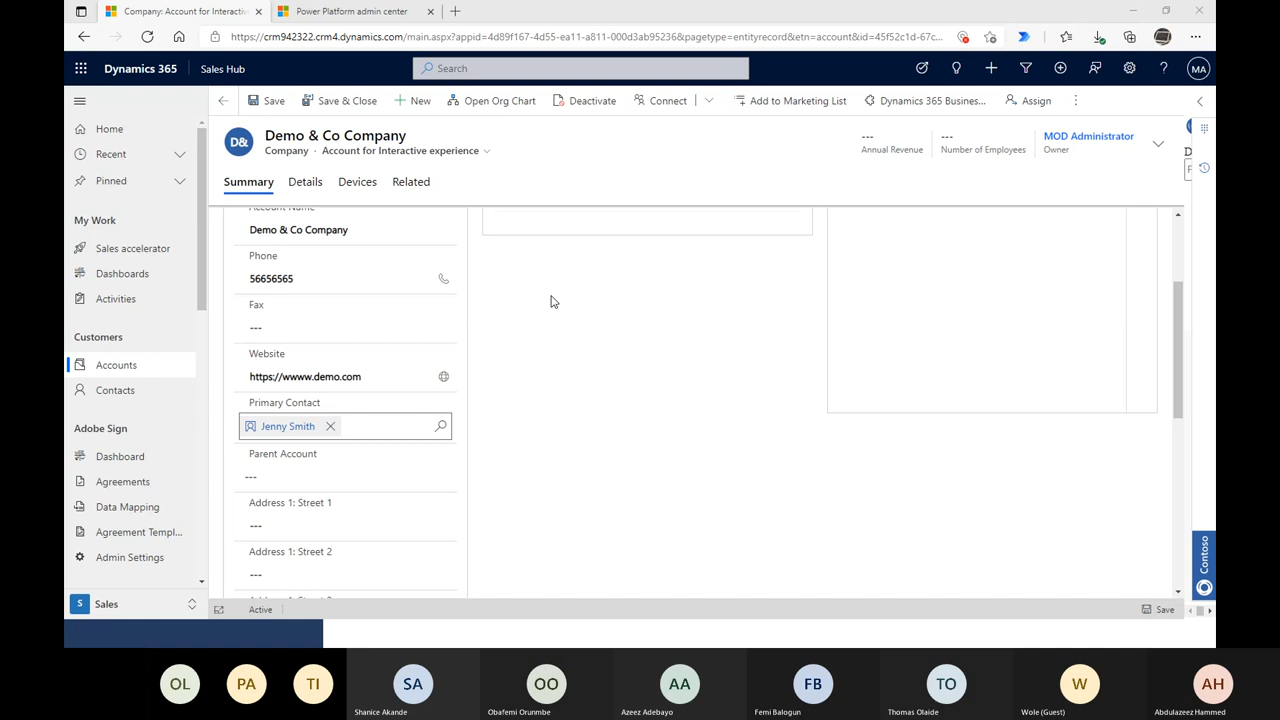 Company: Account for Interactiv
Power Platform admin center
https://crm942322.crm4.dynamics.com/main.aspx?appid=4d89f167-4d55-ea11-a811-000d3ab95236&pagetype=entityrecord&etn=account&id=45f52c1d-67c...
Dynamics 365
Sales Hub
Search
MA
Save
Save & Close
New
Open Org Chart
Deactivate
Connect
Add to Marketing List
Dynamics 365 Busines...
Assign
D&
Demo & Co Company
Company · Account for Interactive experience
---
Annual Revenue
---
Number of Employees
MOD Administrator
Owner
Summary
Details
Devices
Related
Home
Recent
Pinned
My Work
Sales accelerator
Dashboards
Activities
Customers
Accounts
Contacts
Adobe Sign
Dashboard
Agreements
Data Mapping
Agreement Templ...
Admin Settings
S
Sales
Account Name
Demo & Co Company
Phone
56656565
Fax
---
Website
https://wwww.demo.com
Primary Contact
Jenny Smith
Parent Account
---
Address 1: Street 1
---
Address 1: Street 2
---
Active
Save
Contoso
OL
PA
TI
SA
Shanice Akande
OO
Obafemi Orunmbe
AA
Azeez Adebayo
FB
Femi Balogun
TO
Thomas Olaide
W
Wole (Guest)
AH
Abdulazeez Hammed